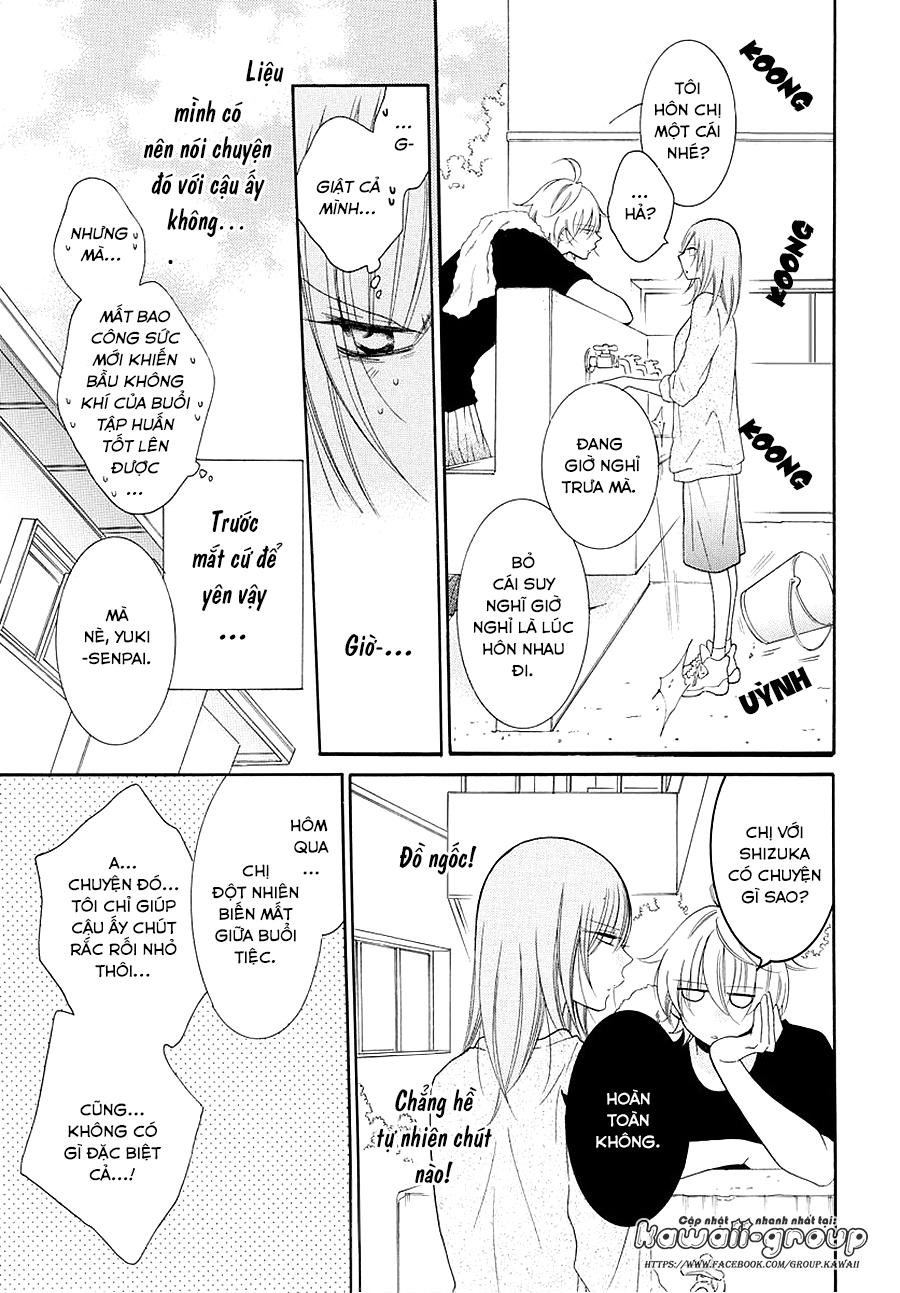 KOONG
TÔI
HÔN CHỊ
MỘT CÁI
NHÉ?
...
HẢ?
KOONG
KOONG
ĐANG
GIỜ NGHỈ
TRƯA MÀ.
BỎ
CÁI SUY
NGHĨ GIỜ
NGHỈ LÀ LÚC
HÔN NHAU
ĐI.
UỲNH
...
G-
GIẬT CẢ
MÌNH...
Giờ-...
Liệu
mình có
nên nói chuyện
đó với cậu ấy
không...
NHƯNG
MÀ...
MẤT BAO
CÔNG SỨC
MỚI KHIẾN
BẦU KHÔNG
KHÍ CỦA BUỔI
TẬP HUẤN
TỐT LÊN
ĐƯỢC
...
Trước
mắt cứ để
yên vậy
...
MÀ
NÈ, YUKI
-SENPAI.
CHỊ VỚI
SHIZUKA
CÓ CHUYỆN
GÌ SAO?
HOÀN
TOÀN
KHÔNG.
Đồ ngốc!
Chẳng hề
tự nhiên chút
nào!
HÔM
QUA
...
CHỊ
ĐỘT NHIÊN
BIẾN MẤT
GIỮA BUỔI
TIỆC.
A...
CHUYỆN ĐÓ...
TÔI CHỈ GIÚP
CẬU ẤY CHÚT
RẮC RỐI NHỎ
THÔI...
CŨNG...
KHÔNG CÓ
GÌ ĐẶC BIỆT
CẢ...!
Cập nhật nhanh nhất tại:
kawaii-group
HTTPS://WWW.FACEBOOK.COM/GROUP.KAWAII